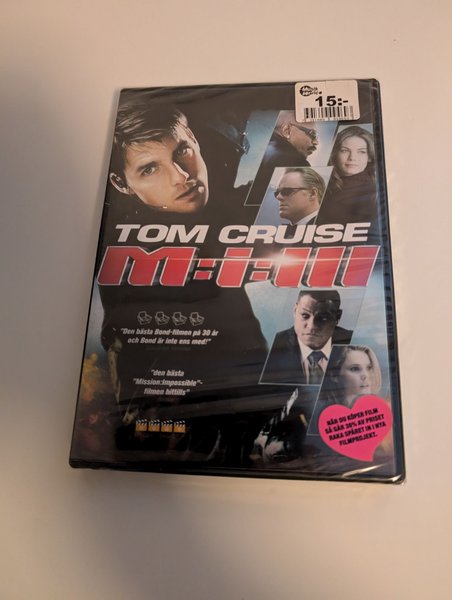 15:-
TOM CRUISE
M:i:III
"Den bästa Bond-filmen på 30 år
och Bond är inte ens med!"
"den bästa
"Mission:Impossible"-
filmen hittills"
NÄR DU KÖPER FILM
SÅ GÅR 36% AV PRISET
RAKA SPÅRET IN I NYA
FILMPROJEKT.